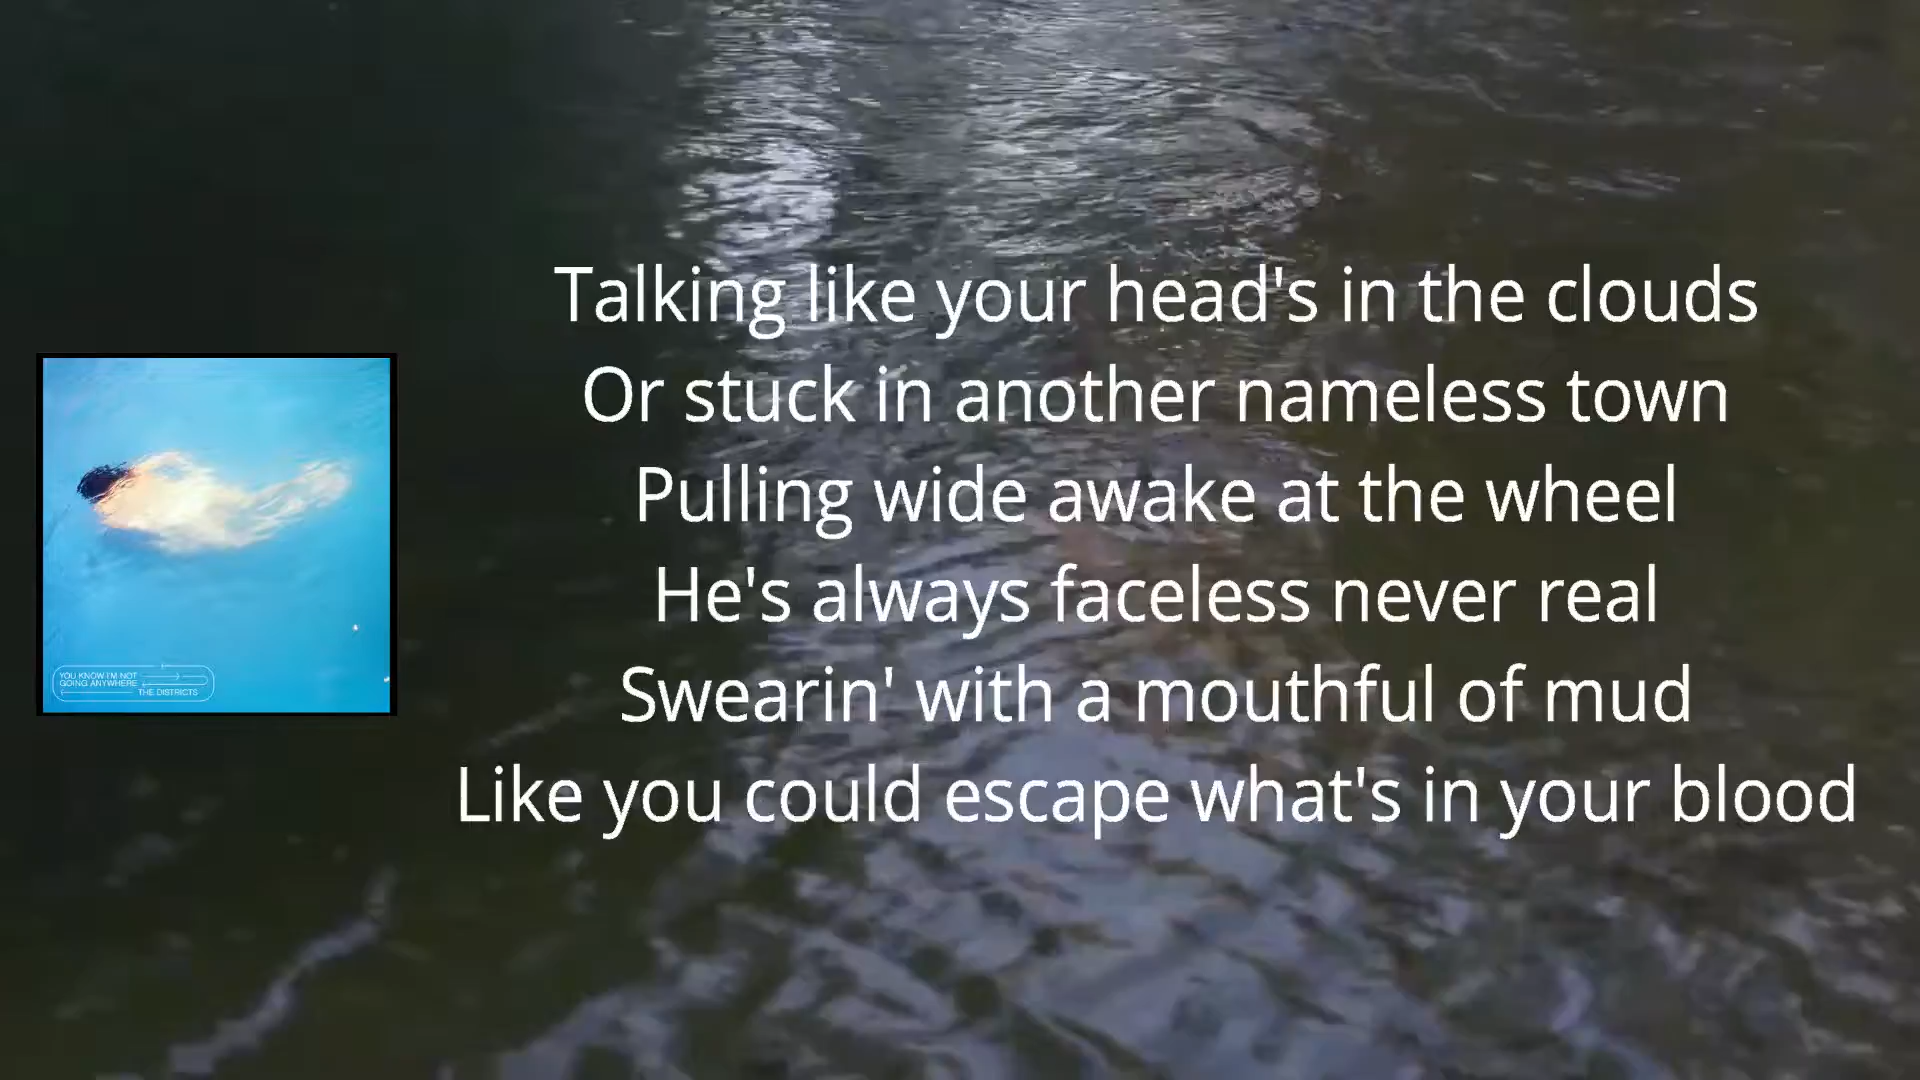 Talking like your head's in the clouds
Or stuck in another nameless town
Pulling wide awake at the wheel
He's always faceless never real
Swearin' with a mouthful of mud
Like you could escape what's in your blood
YOU KNOW I'M NOT
GOING ANYWHERE
THE DISTRICTS